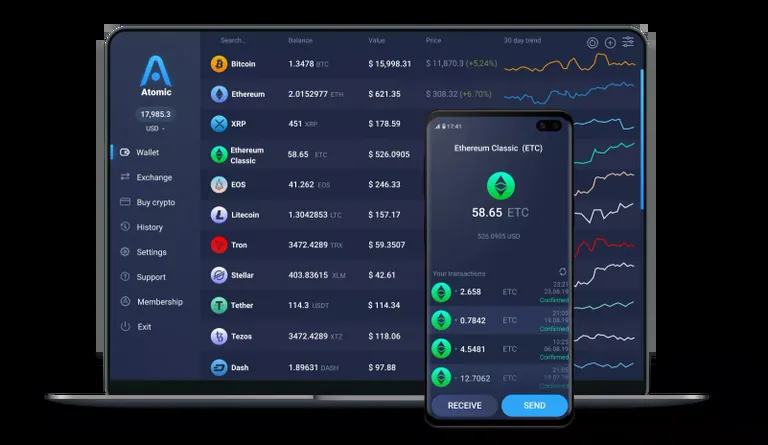 Search... Balance Value Price 30 day trend
Atomic
17,985.3
USD
Wallet
Exchange
Buy crypto
History
Settings
Support
Membership
Exit
Bitcoin 1.3478 BTC $ 15,998.31 $ 11,870.3 (+5.24%)
Ethereum 2.0152977 ETH $ 621.35 $ 308.32 (+6.70%)
XRP 451 XRP $ 178.59
Ethereum
Classic 58.65 ETC $ 526.0905
EOS 41.262 EOS $ 246.33
Litecoin 1.3042853 LTC $ 157.17
Tron 3472.4289 TRX $ 59.3507
Stellar 403.83615 XLM $ 42.61
Tether 114.3 USDT $ 114.34
Tezos 3472.4289 XTZ $ 118.06
Dash 1.89631 DASH $ 97.88
17:41
Ethereum Classic (ETC)
58.65 ETC
526.0905 USD
Your transactions
2.658 ETC 23:21
23.08.19
Confirmed
0.7842 ETC 21:05
19.08.19
Confirmed
4.5481 ETC 13:25
06.08.19
Confirmed
12.7062 ETC 21:05
Confirmed
RECEIVE SEND